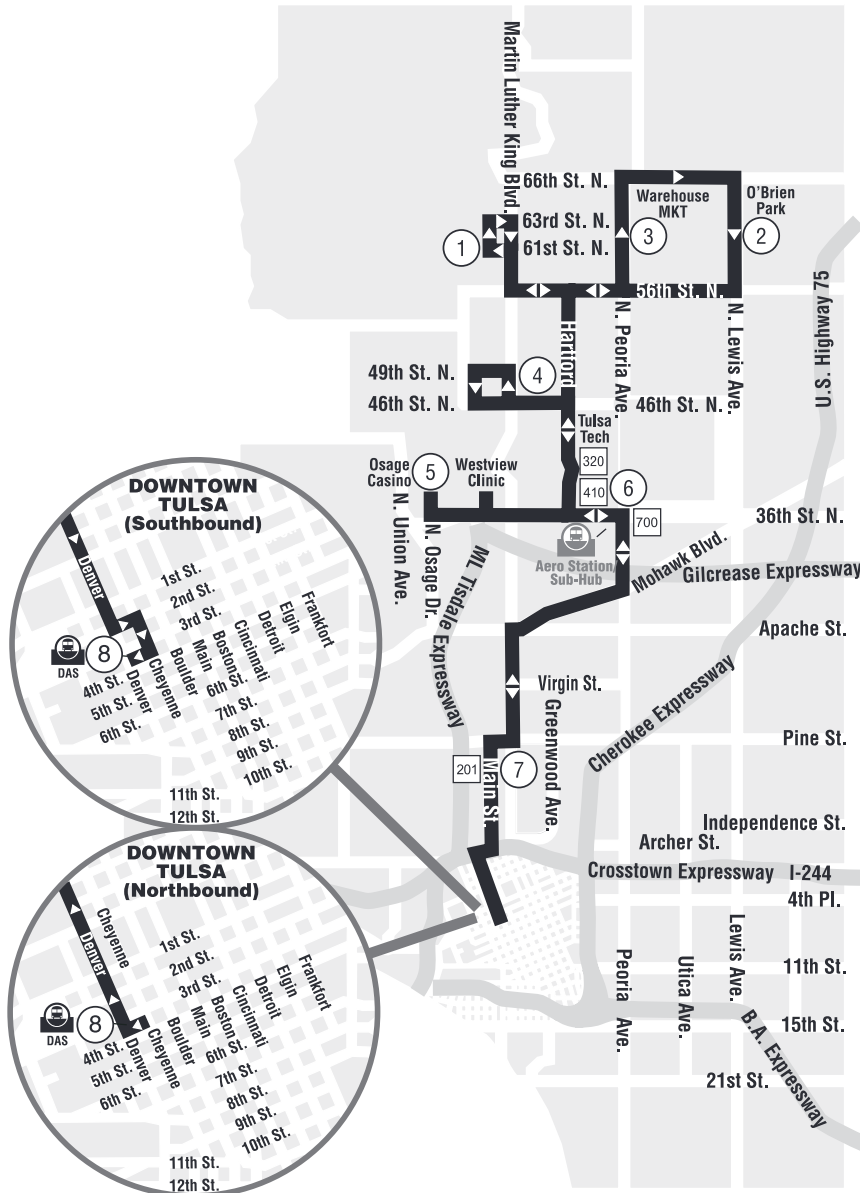 Martin Luther King Blvd.
66th St. N.
Warehouse
MKT
O'Brien
Park
63rd St. N.
61st St. N.
1
3
2
56th St. N.
Hartford
N. Peoria Ave.
N. Lewis Ave.
U.S. Highway 75
49th St. N.
4
46th St. N.
46th St. N.
Tulsa
Tech
320
410
6
700
Osage
Casino
5
Westview
Clinic
36th St. N.
N. Union Ave.
N. Osage Dr.
ML Tisdale Expressway
Aero Station/
Sub-Hub
Mohawk Blvd.
Gilcrease Expressway
Apache St.
Virgin St.
Greenwood Ave.
Cherokee Expressway
Pine St.
201
7
Main St.
Independence St.
Archer St.
Crosstown Expressway
I-244
4th Pl.
Peoria Ave.
Utica Ave.
Lewis Ave.
11th St.
15th St.
B.A. Expressway
21st St.
DOWNTOWN
TULSA
(Southbound)
Denver
1st St.
2nd St.
3rd St.
DAS
8
4th St.
5th St.
6th St.
Denver
Cheyenne
Boulder
Main
Boston
Cincinnati
Detroit
Elgin
Frankfort
6th St.
7th St.
8th St.
9th St.
10th St.
11th St.
12th St.
DOWNTOWN
TULSA
(Northbound)
Cheyenne
Denver
1st St.
2nd St.
3rd St.
DAS
8
4th St.
5th St.
6th St.
Denver
Cheyenne
Boulder
Main
Boston
Cincinnati
Detroit
Elgin
Frankfort
6th St.
7th St.
8th St.
9th St.
10th St.
11th St.
12th St.